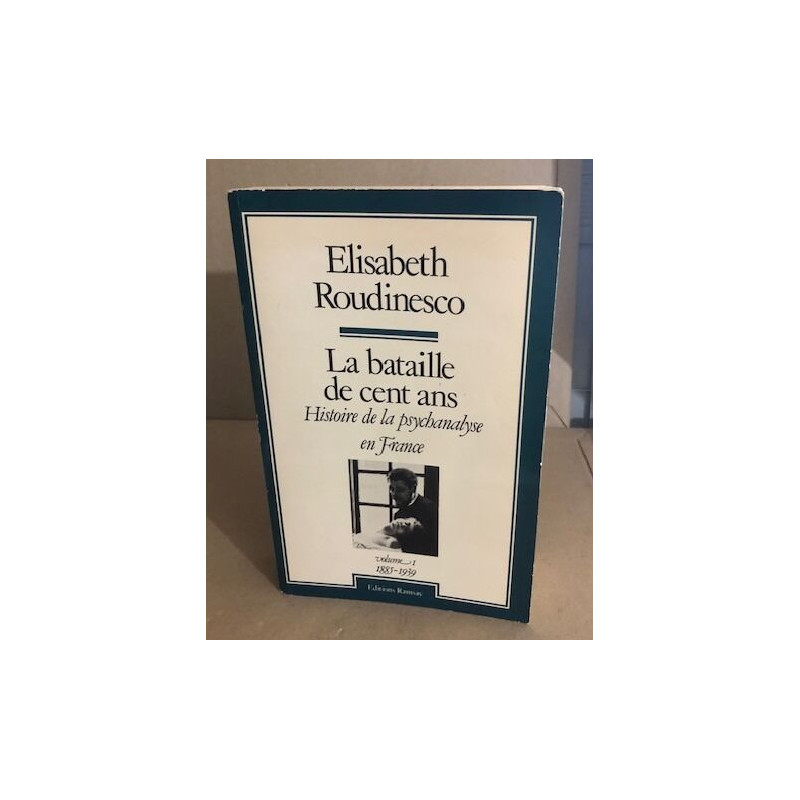 Elisabeth
Roudinesco
La bataille
de cent ans
Histoire de la psychanalyse
en France
volume 1
1885-1939
Editions Ramsay